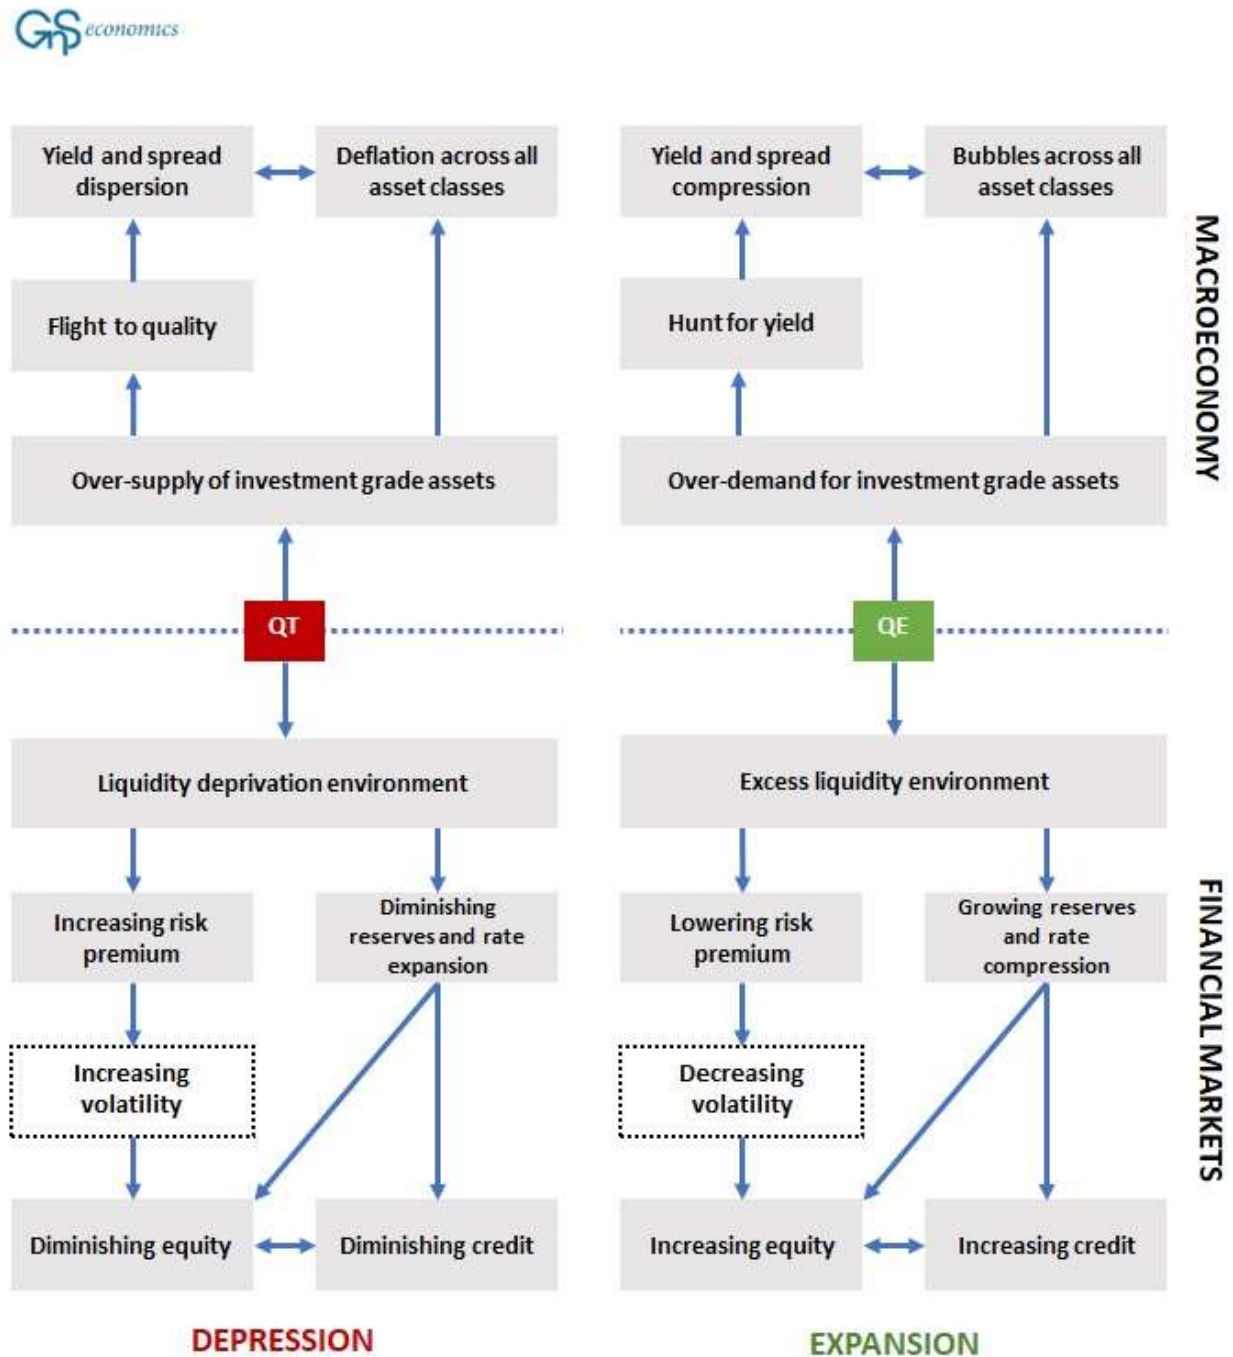 GnS economics
Yield and spread
dispersion
Deflation across all
asset classes
Yield and spread
compression
Bubbles across all
asset classes
MACROECONOMY
Flight to quality
Hunt for yield
Over-supply of investment grade assets
Over-demand for investment grade assets
QT
QE
Liquidity deprivation environment
Excess liquidity environment
FINANCIAL MARKETS
Increasing risk
premium
Diminishing
reserves and rate
expansion
Lowering risk
premium
Growing reserves
and rate
compression
Increasing
volatility
Decreasing
volatility
Diminishing equity
Diminishing credit
Increasing equity
Increasing credit
DEPRESSION
EXPANSION